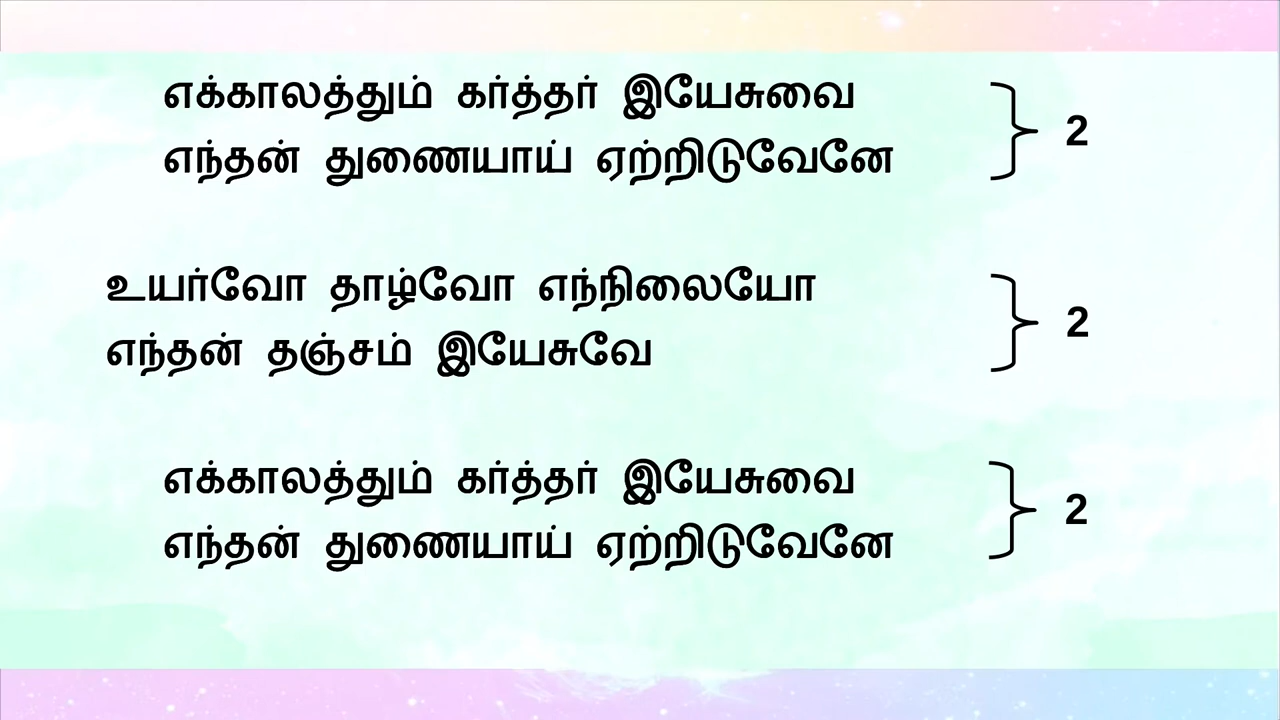 எக்காலத்தும் கர்த்தர் இயேசுவை
எந்தன் துணையாய் ஏற்றிடுவேனே } 2
உயர்வோ தாழ்வோ எந்நிலையோ
எந்தன் தஞ்சம் இயேசுவே } 2
எக்காலத்தும் கர்த்தர் இயேசுவை
எந்தன் துணையாய் ஏற்றிடுவேனே } 2